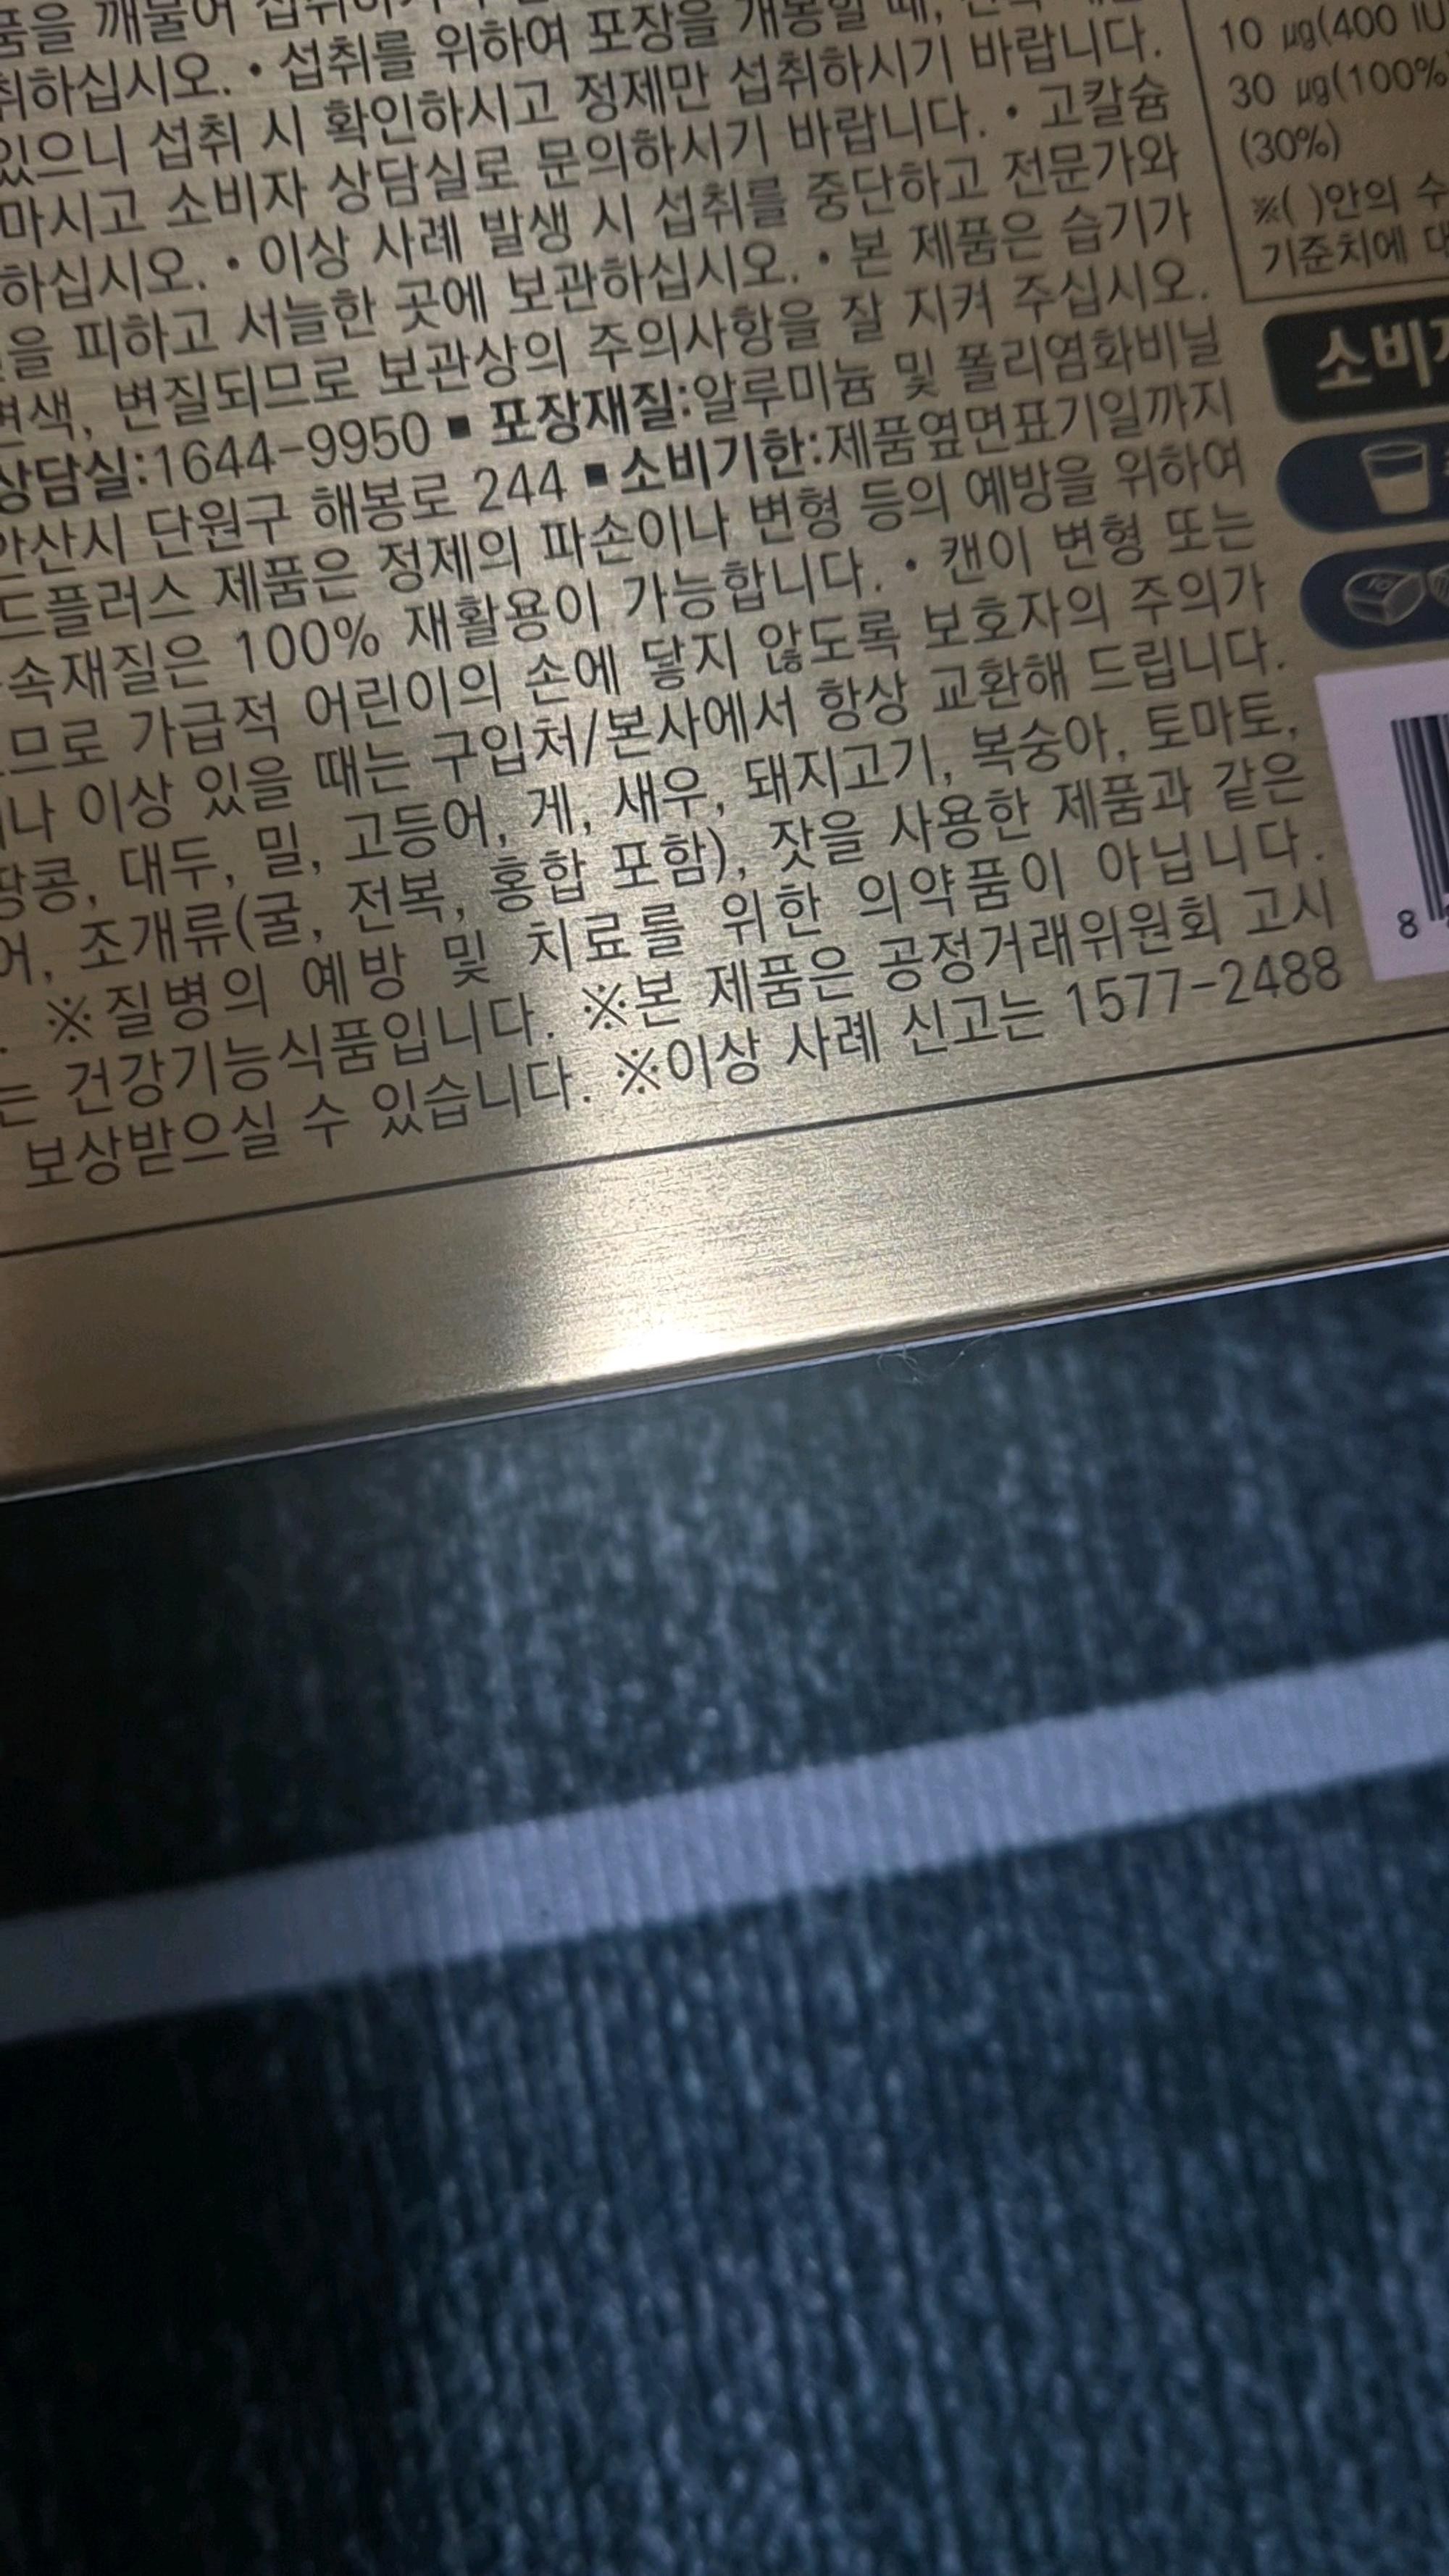 깨물어
취하십시오. • 섭취를 위하여 포장을 개봉할 때,
있으니 섭취 시 확인하시고 정제만 섭취하시기 바랍니다.
마시고 소비자 상담실로 문의하시기 바랍니다. • 고칼슘
하십시오. • 이상 사례 발생 시 섭취를 중단하고 전문가와
을 피하고 서늘한 곳에 보관하십시오. • 본 제품은 습기가
변색, 변질되므로 보관상의 주의사항을 잘 지켜 주십시오.
상담실:1644-9950 ■ 포장재질:알루미늄 및 폴리염화비닐
안산시 단원구 해봉로 244 ■소비기한:제품옆면표기일까지
드플러스 제품은 정제의 파손이나 변형 등의 예방을 위하여
속재질은 100% 재활용이 가능합니다. • 캔이 변형 또는
므로 가급적 어린이의 손에 닿지 않도록 보호자의 주의가
나 이상 있을 때는 구입처/본사에서 항상 교환해 드립니다.
땅콩, 대두, 밀, 고등어, 게, 새우, 돼지고기, 복숭아, 토마토,
어, 조개류(굴, 전복, 홍합 포함), 잣을 사용한 제품과 같은
. ※질병의 예방 및 치료를 위한 의약품이 아닙니다.
는 건강기능식품입니다. ※본 제품은 공정거래위원회 고시
보상받으실 수 있습니다. ※이상 사례 신고는 1577-2488
10 μg(400 IU
30 μg(100%
(30%)
※( )안의 수
기준치에 대
소비자
8